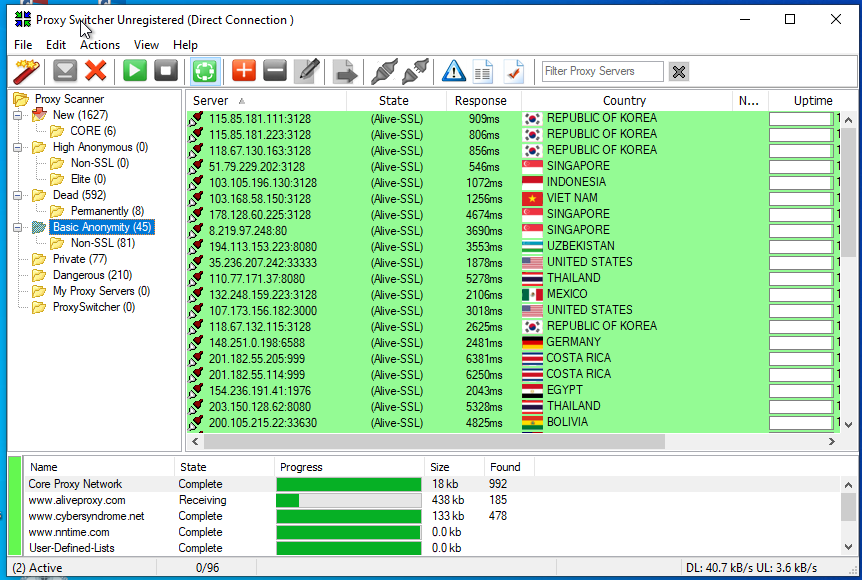 Proxy Switcher Unregistered (Direct Connection )
File Edit Actions View Help
Filter Proxy Servers
Proxy Scanner
New (1627)
CORE (6)
High Anonymous (0)
Non-SSL (0)
Elite (0)
Dead (592)
Permanently (8)
Basic Anonymity (45)
Non-SSL (81)
Private (77)
Dangerous (210)
My Proxy Servers (0)
ProxySwitcher (0)
Server State Response Country N... Uptime
115.85.181.111:3128 (Alive-SSL) 909ms REPUBLIC OF KOREA
115.85.181.223:3128 (Alive-SSL) 806ms REPUBLIC OF KOREA
118.67.130.163:3128 (Alive-SSL) 856ms REPUBLIC OF KOREA
51.79.229.202:3128 (Alive-SSL) 546ms SINGAPORE
103.105.196.130:3128 (Alive-SSL) 1072ms INDONESIA
103.168.58.150:3128 (Alive-SSL) 1256ms VIET NAM
178.128.60.225:3128 (Alive-SSL) 4674ms SINGAPORE
8.219.97.248:80 (Alive-SSL) 3690ms SINGAPORE
194.113.153.223:8080 (Alive-SSL) 3553ms UZBEKISTAN
35.236.207.242:33333 (Alive-SSL) 1878ms UNITED STATES
110.77.171.37:8080 (Alive-SSL) 5278ms THAILAND
132.248.159.223:3128 (Alive-SSL) 2106ms MEXICO
107.173.156.182:3000 (Alive-SSL) 3018ms UNITED STATES
118.67.132.115:3128 (Alive-SSL) 2625ms REPUBLIC OF KOREA
148.251.0.198:6588 (Alive-SSL) 2481ms GERMANY
201.182.55.205:999 (Alive-SSL) 6381ms COSTA RICA
201.182.55.114:999 (Alive-SSL) 6250ms COSTA RICA
154.236.191.41:1976 (Alive-SSL) 2043ms EGYPT
203.150.128.62:8080 (Alive-SSL) 5328ms THAILAND
200.105.215.22:33630 (Alive-SSL) 4825ms BOLIVIA
Name State Progress Size Found
Core Proxy Network Complete 18 kb 992
www.aliveproxy.com Receiving 438 kb 185
www.cybersyndrome.net Complete 133 kb 478
www.nntime.com Complete 0.0 kb
User-Defined-Lists Complete 0.0 kb
(2) Active 0/96 DL: 40.7 kB/s UL: 3.6 kB/s